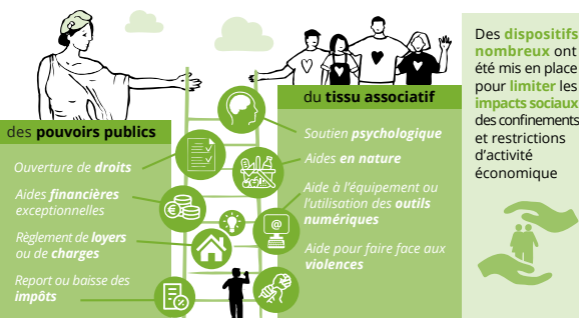 des pouvoirs publics
Ouverture de droits
Aides financières
exceptionnelles
Règlement de loyers
ou de charges
Report ou baisse des
impôts
du tissu associatif
Soutien psychologique
Aides en nature
Aide à l'équipement ou
l'utilisation des outils
numériques
Aide pour faire face aux
violences
@
Des dispositifs
nombreux ont
été mis en place
pour limiter les
impacts sociaux
des confinements
et restrictions
d'activité
économique